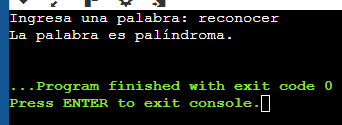 Ingresa una palabra: reconocer
La palabra es palíndroma.
...Program finished with exit code 0
Press ENTER to exit console.